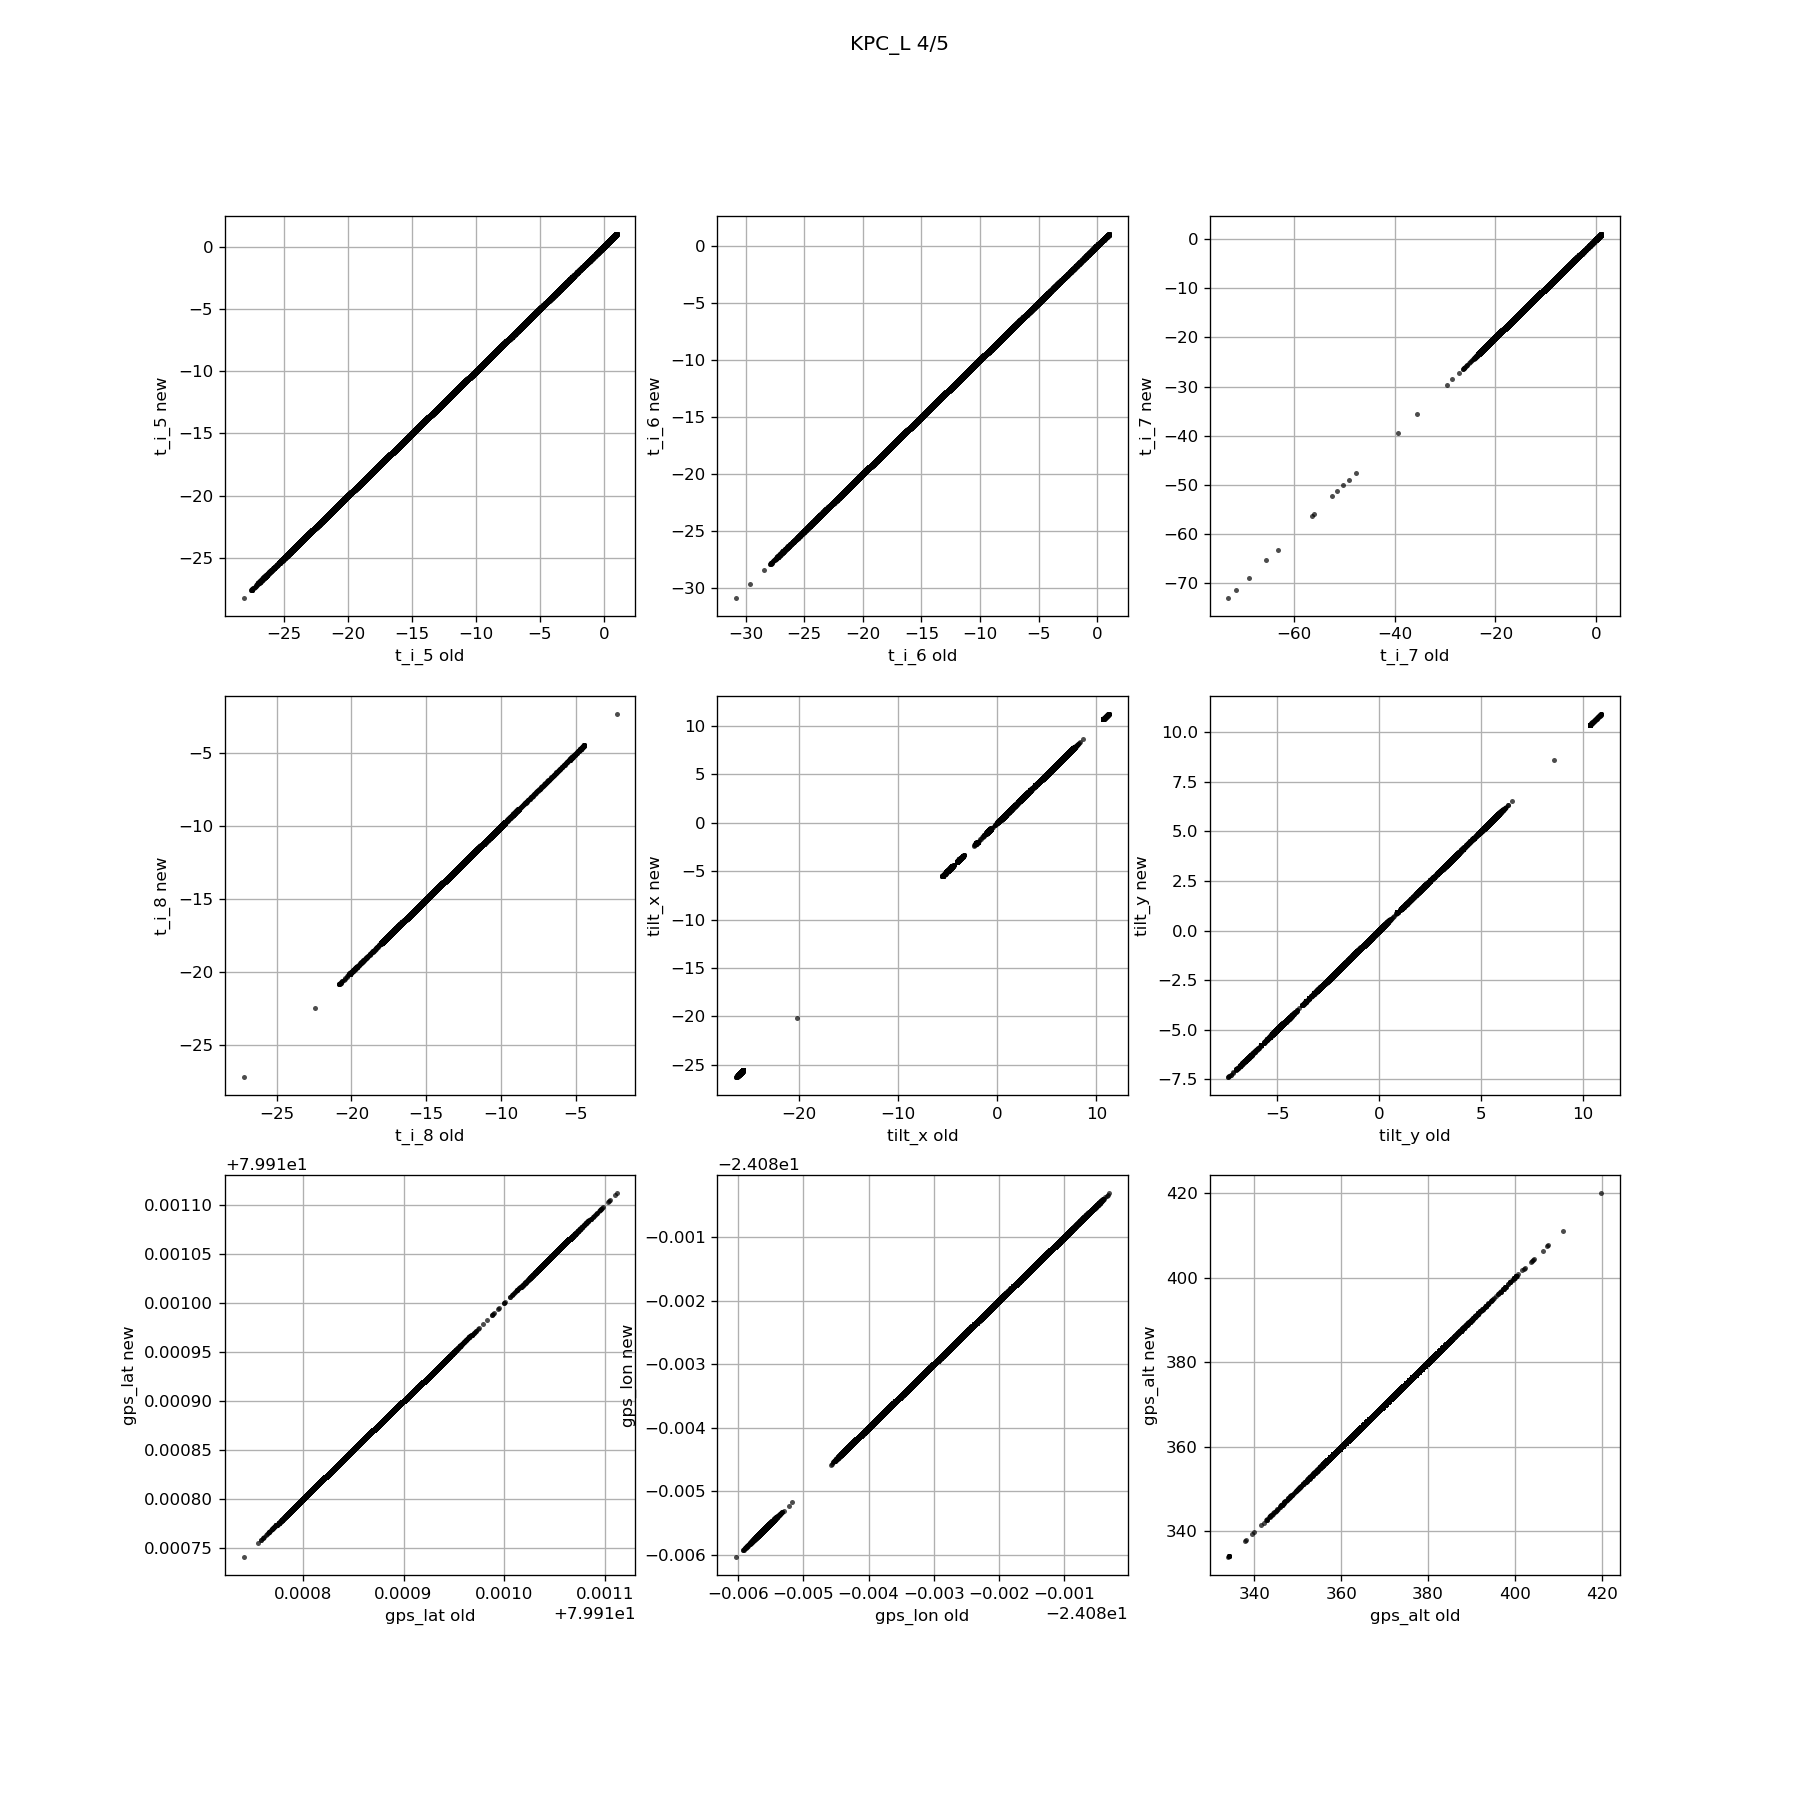 KPC_L 4/5
0
−5
−10
−15
−20
−25
t_i_5 new
−25 −20 −15 −10 −5 0
t_i_5 old
0
−5
−10
−15
−20
−25
−30
t_i_6 new
−30 −25 −20 −15 −10 −5 0
t_i_6 old
0
−10
−20
−30
−40
−50
−60
−70
t_i_7 new
−60 −40 −20 0
t_i_7 old
−5
−10
−15
−20
−25
t_i_8 new
−25 −20 −15 −10 −5
t_i_8 old
10
5
0
−5
−10
−15
−20
−25
tilt_x new
−20 −10 0 10
tilt_x old
10.0
7.5
5.0
2.5
0.0
−2.5
−5.0
−7.5
tilt_y new
−5 0 5 10
tilt_y old
+7.991e1
0.00110
0.00105
0.00100
0.00095
0.00090
0.00085
0.00080
0.00075
gps_lat new
0.0008 0.0009 0.0010 0.0011
gps_lat old
+7.991e1
−2.408e1
−0.001
−0.002
−0.003
−0.004
−0.005
−0.006
gps_lon new
−0.006 −0.005 −0.004 −0.003 −0.002 −0.001
gps_lon old
−2.408e1
420
400
380
360
340
gps_alt new
340 360 380 400 420
gps_alt old